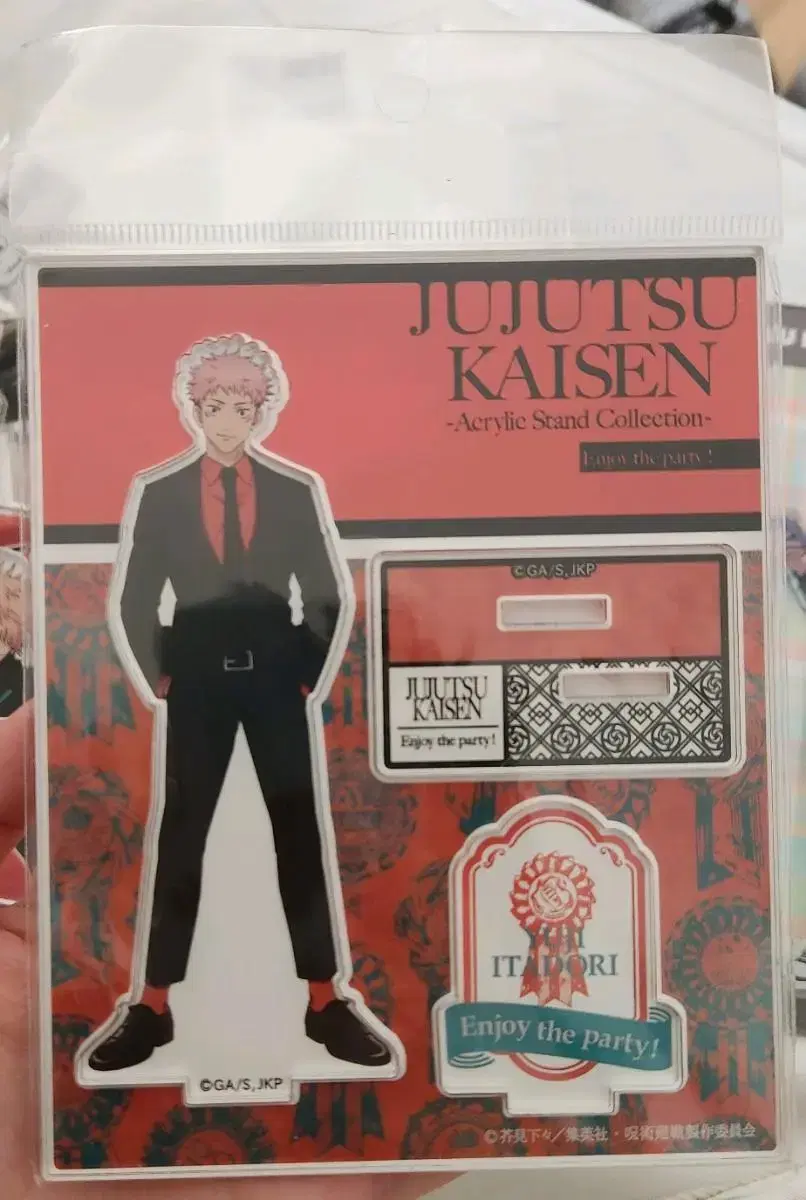 JUJUTSU
KAISEN
-Acrylic Stand Collection-
Enjoy the party!
©GA/S,JKP
JUJUTSU
KAISEN
Enjoy the party!
YUJI
ITADORI
Enjoy the party!
©GA/S,JKP
©芥見下々／集英社・呪術廻戦製作委員会